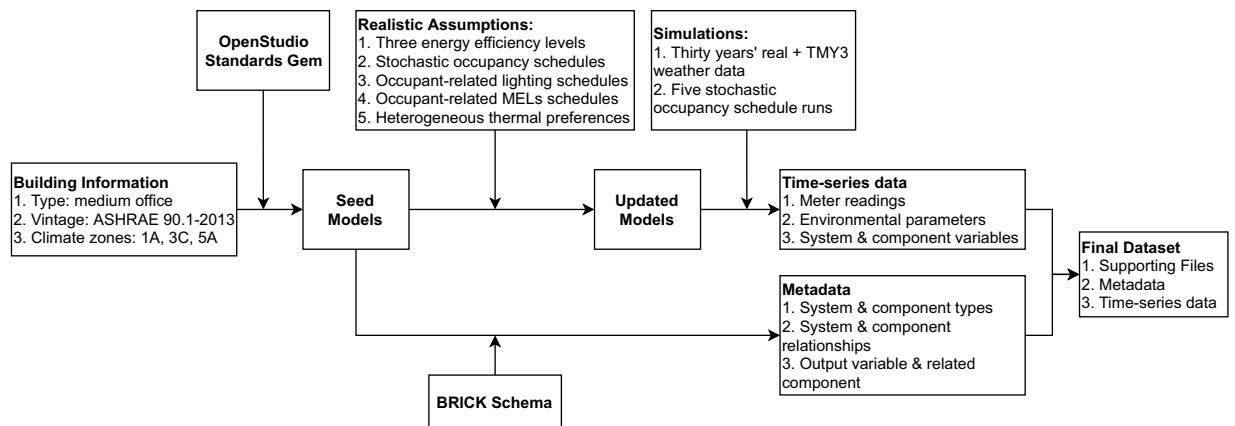 OpenStudio
Standards Gem
Realistic Assumptions:
1. Three energy efficiency levels
2. Stochastic occupancy schedules
3. Occupant-related lighting schedules
4. Occupant-related MELs schedules
5. Heterogeneous thermal preferences
Simulations:
1. Thirty years' real + TMY3
weather data
2. Five stochastic
occupancy schedule runs
Building Information
1. Type: medium office
2. Vintage: ASHRAE 90.1-2013
3. Climate zones: 1A, 3C, 5A
Seed
Models
Updated
Models
Time-series data
1. Meter readings
2. Environmental parameters
3. System & component variables
Metadata
1. System & component types
2. System & component
relationships
3. Output variable & related
component
Final Dataset
1. Supporting Files
2. Metadata
3. Time-series data
BRICK Schema